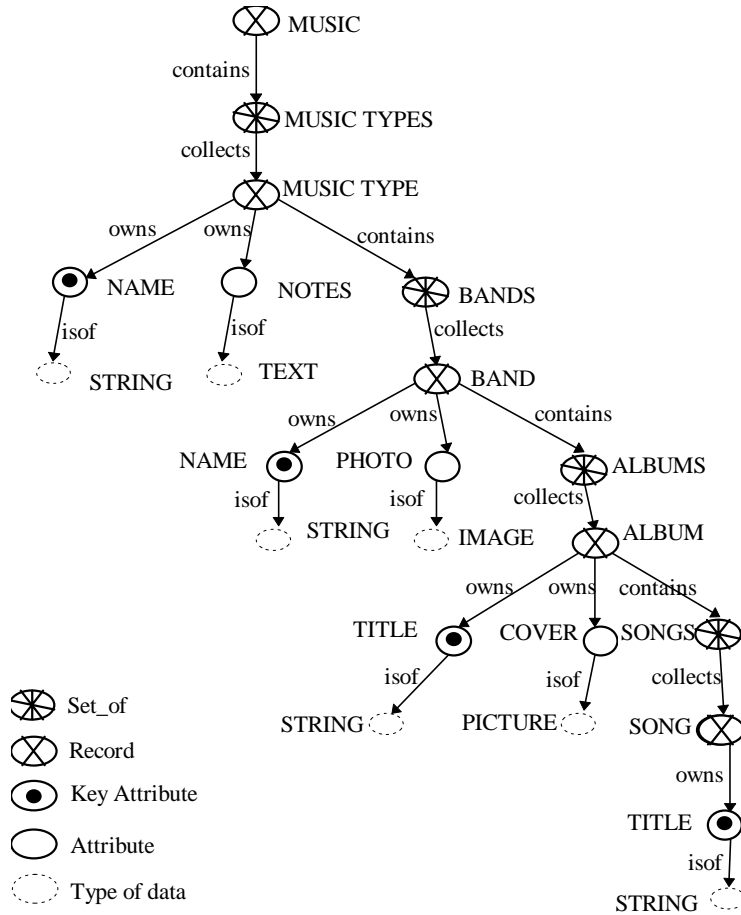 MUSIC
contains
MUSIC TYPES
collects
MUSIC TYPE
owns
owns
contains
NAME
NOTES
BANDS
isof
isof
collects
STRING
TEXT
BAND
owns
owns
contains
NAME
PHOTO
ALBUMS
isof
isof
collects
STRING
IMAGE
ALBUM
owns
owns
contains
TITLE
COVER
SONGS
isof
isof
collects
STRING
PICTURE
SONG
owns
TITLE
isof
STRING
Set_of
Record
Key Attribute
Attribute
Type of data